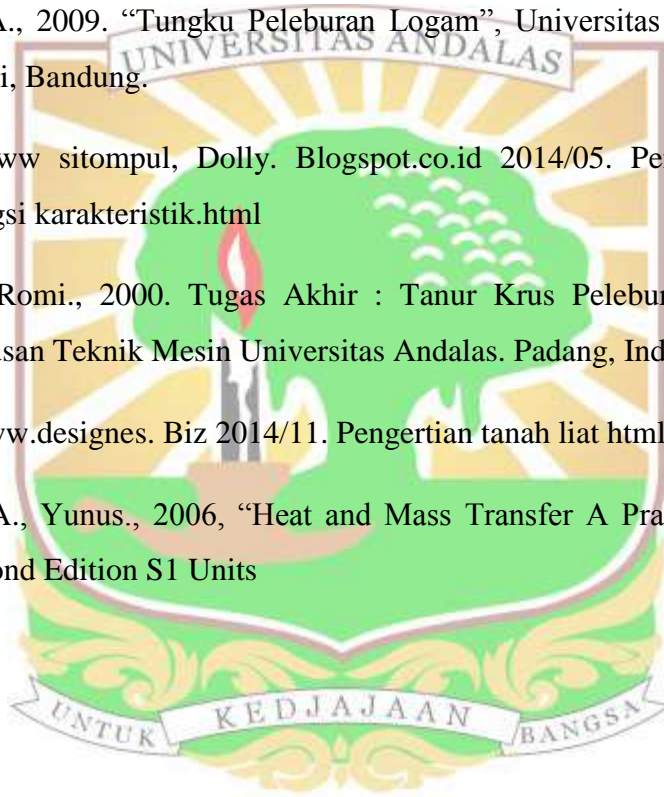 A., 2009. “Tungku Peleburan Logam”, Universitas
UNIVERSITAS ANDALAS
i, Bandung.
ww sitompul, Dolly. Blogspot.co.id 2014/05. Pe
gsi karakteristik.html
Romi., 2000. Tugas Akhir : Tanur Krus Pelebur
usan Teknik Mesin Universitas Andalas. Padang, Ind
w.designes. Biz 2014/11. Pengertian tanah liat html
A., Yunus., 2006, “Heat and Mass Transfer A Pra
ond Edition S1 Units
UNTUK KEDJAJAAN BANGSA